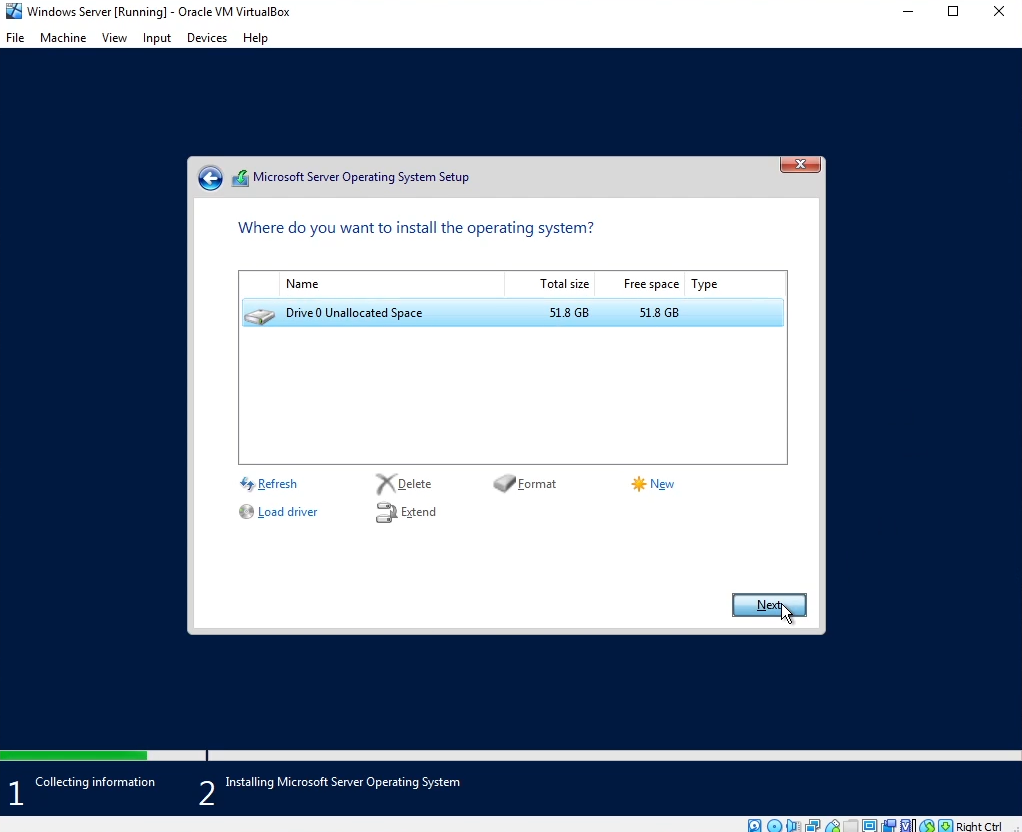 Windows Server [Running] - Oracle VM VirtualBox
File Machine View Input Devices Help
Microsoft Server Operating System Setup
Where do you want to install the operating system?
Name Total size Free space Type
Drive 0 Unallocated Space 51.8 GB 51.8 GB
Refresh Delete Format New
Load driver Extend
Next
1 Collecting information 2 Installing Microsoft Server Operating System
Right Ctrl